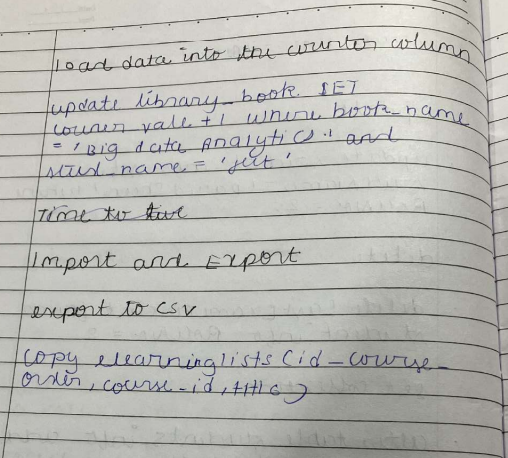 Load data into the counter column
update library_book SET
couner_vale +1 where book_name
= 'Big data Analytics' and
stud_name = 'jeet'
Time to live
Import and Export
export to CSV
Copy elearninglists (id_course_
order, course_id, title)